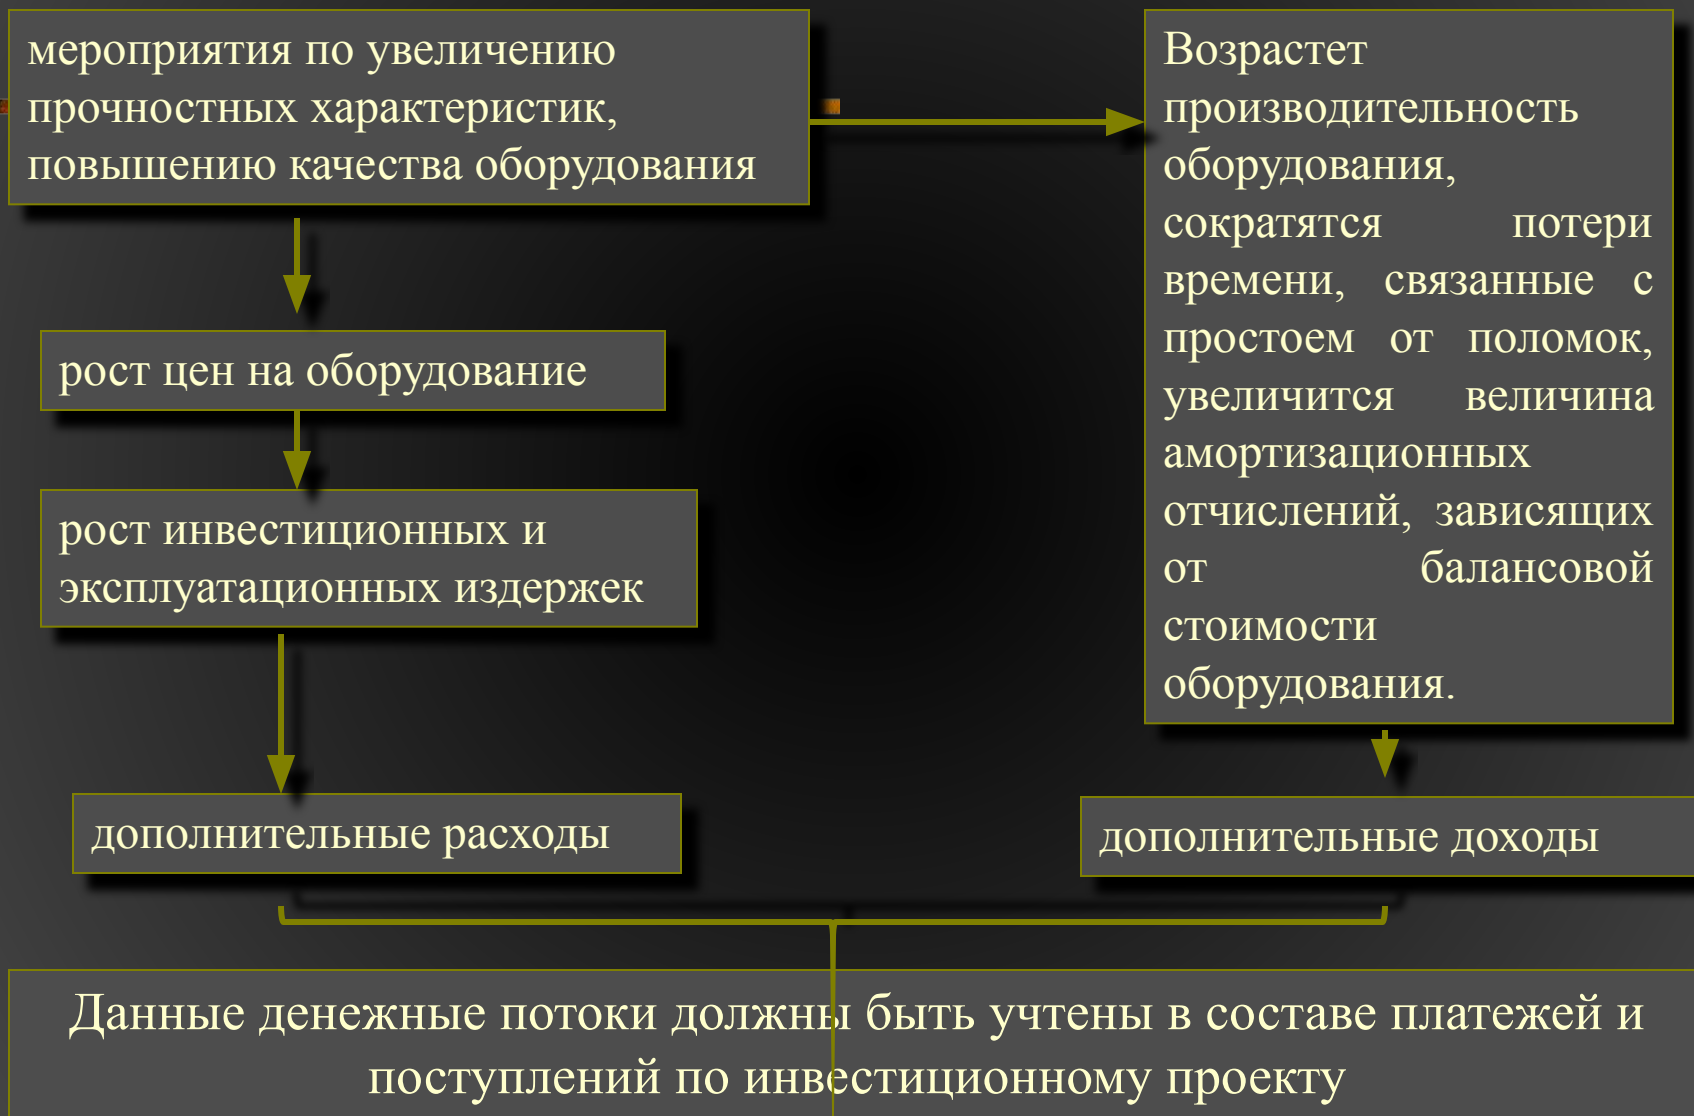 мероприятия по увеличению
прочностных характеристик,
повышению качества оборудования
рост цен на оборудование
рост инвестиционных и
эксплуатационных издержек
дополнительные расходы
Возрастет
производительность
оборудования,
сократятся потери
времени, связанные с
простоем от поломок,
увеличится величина
амортизационных
отчислений, зависящих
от балансовой
стоимости
оборудования.
дополнительные доходы
Данные денежные потоки должны быть учтены в составе платежей и
поступлений по инвестиционному проекту